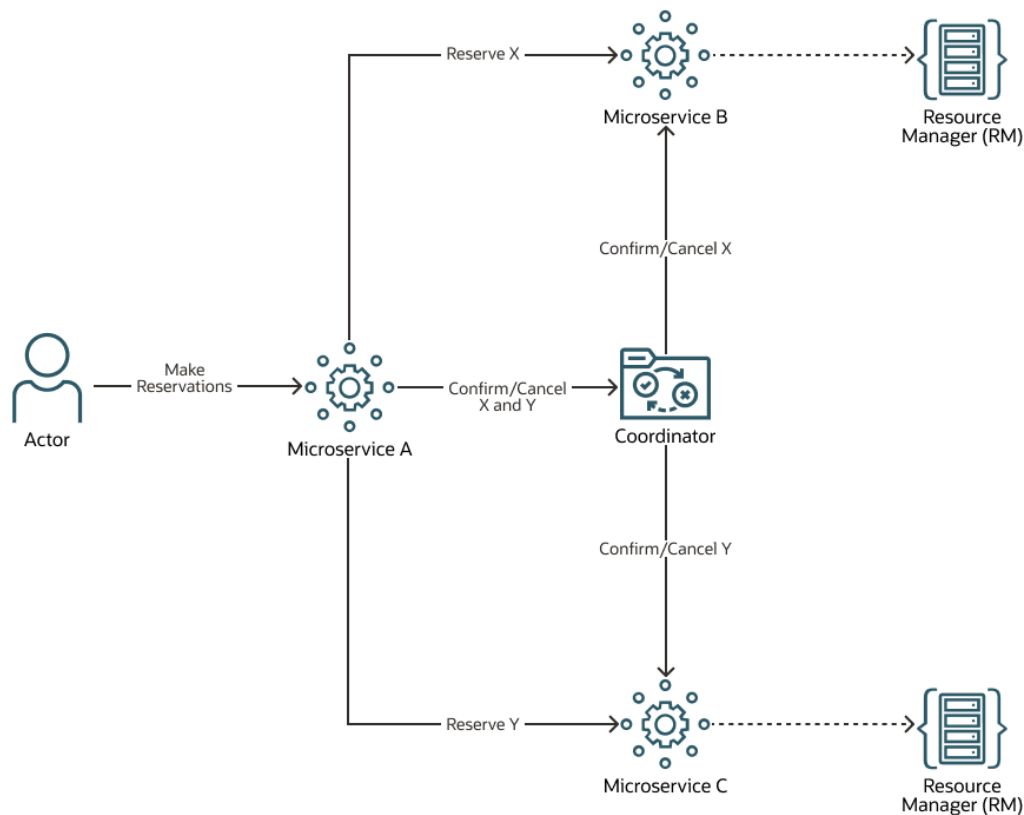 Reserve X
Microservice B
Resource
Manager (RM)
Confirm/Cancel X
Make
Reservations
Actor
Microservice A
Confirm/Cancel
X and Y
Coordinator
Confirm/Cancel Y
Reserve Y
Microservice C
Resource
Manager (RM)